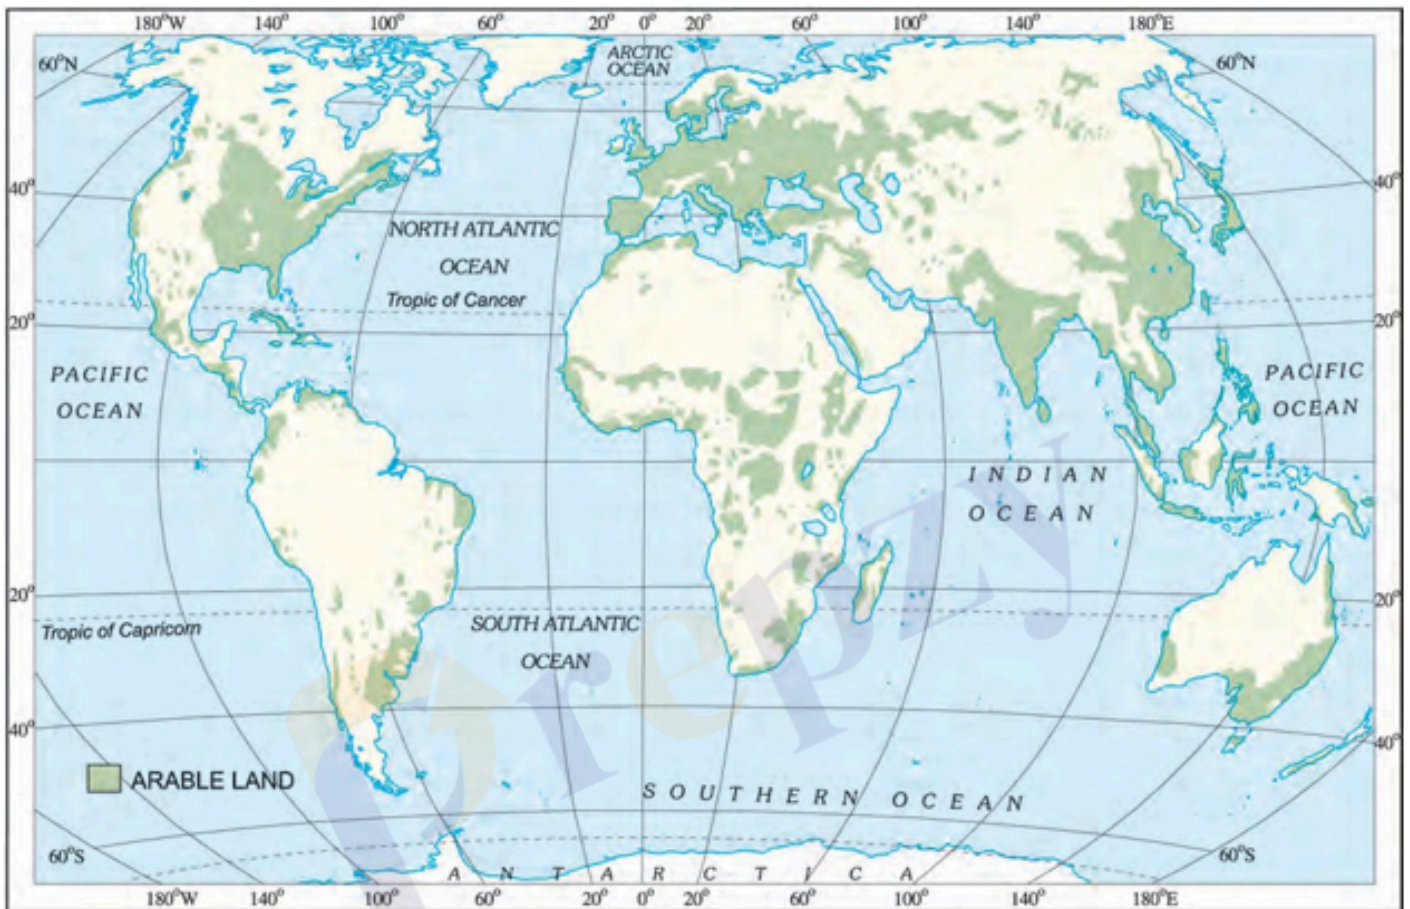 180°W 140° 100° 60° 20° 0° 20° 60° 100° 140° 180°E
ARCTIC
OCEAN
60°N 60°N
40° 40°
NORTH ATLANTIC
OCEAN
Tropic of Cancer
20° 20°
PACIFIC
OCEAN
PACIFIC
OCEAN
INDIAN
OCEAN
20° 20°
Tropic of Capricorn
SOUTH ATLANTIC
OCEAN
40° 40°
ARABLE LAND
SOUTHERN OCEAN
60°S 60°S
ANTARCTICA
180°W 140° 100° 60° 20° 0° 20° 60° 100° 140° 180°E
Prepzy